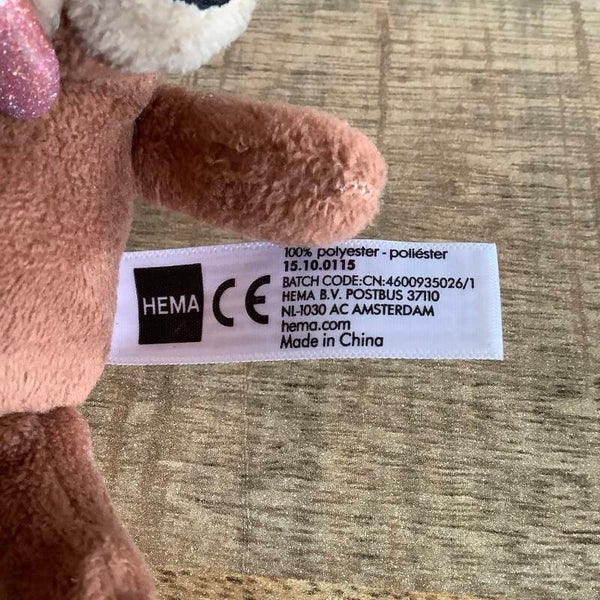 HEMA
CE
100% polyester - poliéster
15.10.0115
BATCH CODE:CN:4600935026/1
HEMA B.V. POSTBUS 37110
NL-1030 AC AMSTERDAM
hema.com
Made in China